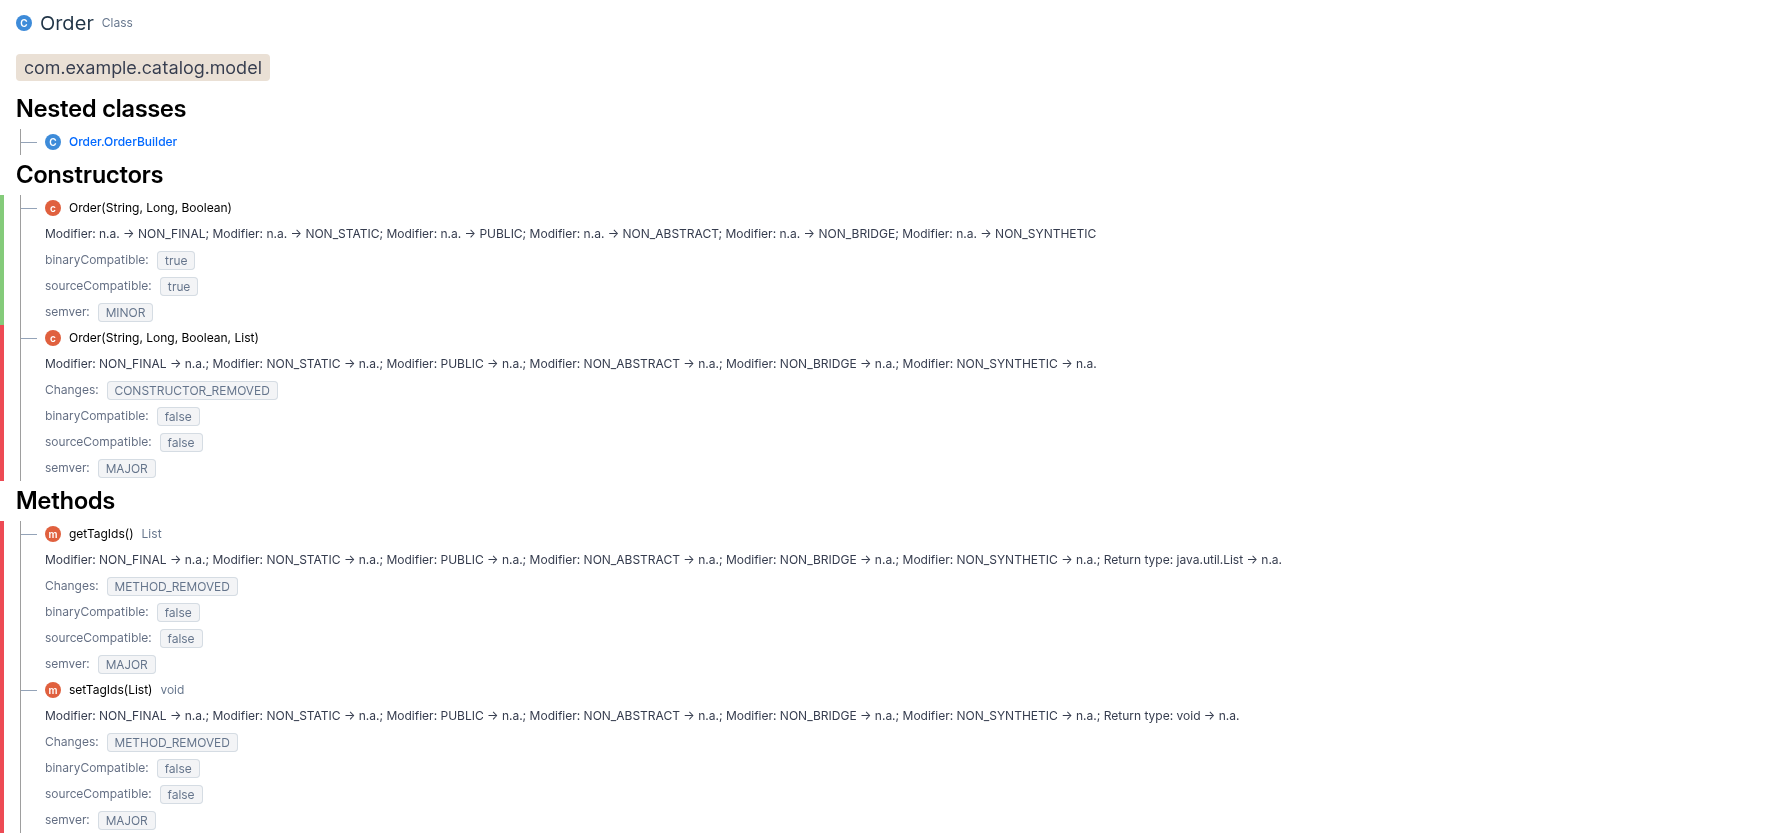 C Order Class
com.example.catalog.model
Nested classes
C Order.OrderBuilder
Constructors
c Order(String, Long, Boolean)
Modifier: n.a. → NON_FINAL; Modifier: n.a. → NON_STATIC; Modifier: n.a. → PUBLIC; Modifier: n.a. → NON_ABSTRACT; Modifier: n.a. → NON_BRIDGE; Modifier: n.a. → NON_SYNTHETIC
binaryCompatible: true
sourceCompatible: true
semver: MINOR
c Order(String, Long, Boolean, List)
Modifier: NON_FINAL → n.a.; Modifier: NON_STATIC → n.a.; Modifier: PUBLIC → n.a.; Modifier: NON_ABSTRACT → n.a.; Modifier: NON_BRIDGE → n.a.; Modifier: NON_SYNTHETIC → n.a.
Changes: CONSTRUCTOR_REMOVED
binaryCompatible: false
sourceCompatible: false
semver: MAJOR
Methods
m getTagIds() List
Modifier: NON_FINAL → n.a.; Modifier: NON_STATIC → n.a.; Modifier: PUBLIC → n.a.; Modifier: NON_ABSTRACT → n.a.; Modifier: NON_BRIDGE → n.a.; Modifier: NON_SYNTHETIC → n.a.; Return type: java.util.List → n.a.
Changes: METHOD_REMOVED
binaryCompatible: false
sourceCompatible: false
semver: MAJOR
m setTagIds(List) void
Modifier: NON_FINAL → n.a.; Modifier: NON_STATIC → n.a.; Modifier: PUBLIC → n.a.; Modifier: NON_ABSTRACT → n.a.; Modifier: NON_BRIDGE → n.a.; Modifier: NON_SYNTHETIC → n.a.; Return type: void → n.a.
Changes: METHOD_REMOVED
binaryCompatible: false
sourceCompatible: false
semver: MAJOR